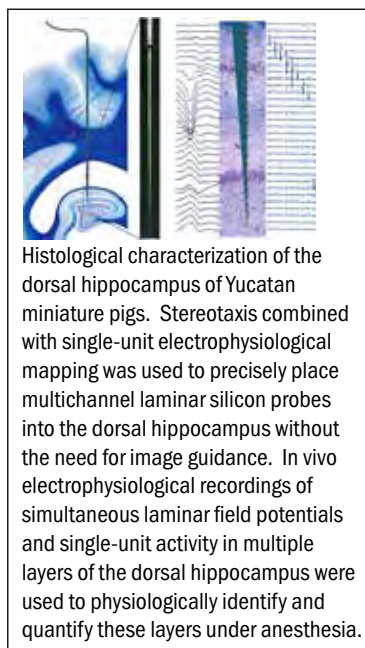 Histological characterization of the
dorsal hippocampus of Yucatan
miniature pigs.  Stereotaxis combined
with single-unit electrophysiological
mapping was used to precisely place
multichannel laminar silicon probes
into the dorsal hippocampus without
the need for image guidance.  In vivo
electrophysiological recordings of
simultaneous laminar field potentials
and single-unit activity in multiple
layers of the dorsal hippocampus were
used to physiologically identify and
quantify these layers under anesthesia.